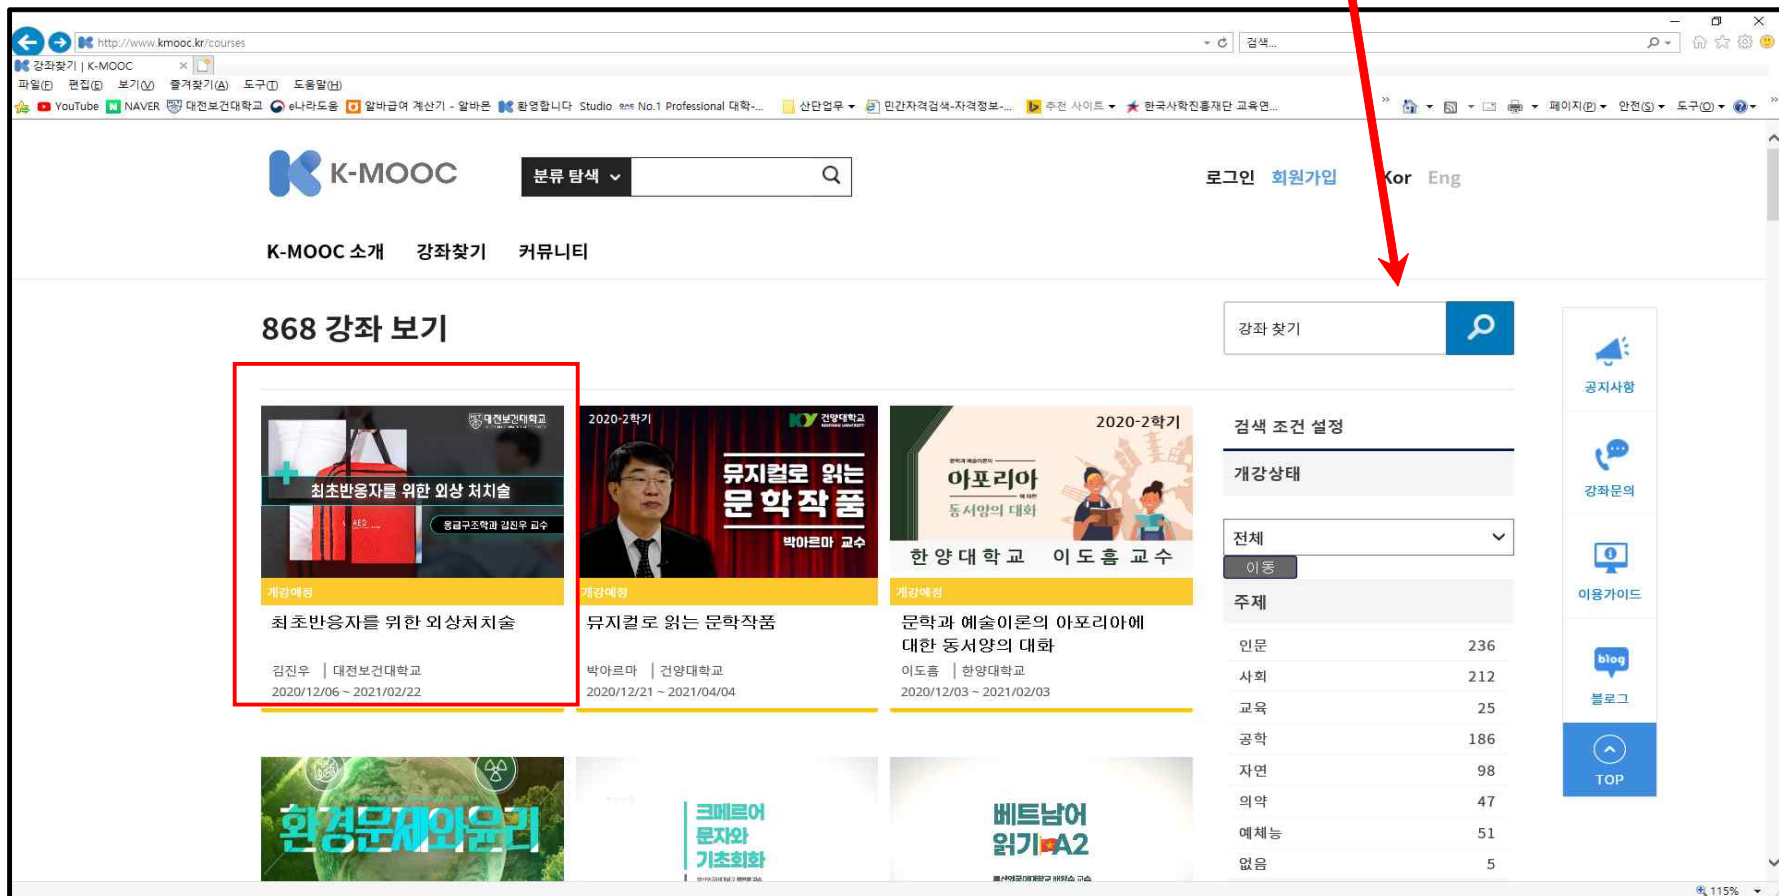 http://www.kmooc.kr/courses
검색...
강좌찾기 | K-MOOC
파일(F) 편집(E) 보기(V) 즐겨찾기(A) 도구(T) 도움말(H)
YouTube NAVER 대전보건대학교 e나라도움 알바급여 계산기 - 알바몬 환영합니다 Studio No.1 Professional 대학-... 산단업무 민간자격검색-자격정보-... 추천 사이트 한국사학진흥재단 교육연... 페이지(P) 안전(S) 도구(O)
K-MOOC
분류 탐색
로그인 회원가입 Kor Eng
K-MOOC 소개 강좌찾기 커뮤니티
868 강좌 보기
강좌 찾기
대전보건대학교
최초반응자를 위한 외상 처치술
AED
응급구조학과 김진우 교수
개강예정
최초반응자를 위한 외상처치술
김진우 | 대전보건대학교
2020/12/06 ~ 2021/02/22
2020-2학기
KY 건양대학교
뮤지컬로 읽는
문학작품
박아르마 교수
개강예정
뮤지컬로 읽는 문학작품
박아르마 | 건양대학교
2020/12/21 ~ 2021/04/04
2020-2학기
문학과 예술이론의
아포리아
에 대한
동서양의 대화
한양대학교 이도흠 교수
개강예정
문학과 예술이론의 아포리아에
대한 동서양의 대화
이도흠 | 한양대학교
2020/12/03 ~ 2021/02/03
환경문제와윤리
크메르어
문자와
기초회화
베트남어
읽기 A2
검색 조건 설정
개강상태
전체
이동
주제
인문 236
사회 212
교육 25
공학 186
자연 98
의약 47
예체능 51
없음 5
공지사항
강좌문의
이용가이드
blog
블로그
TOP
115%